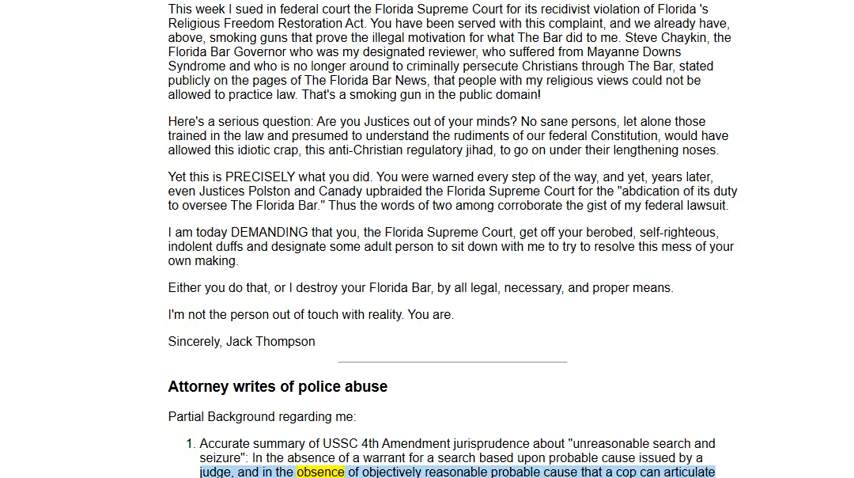 This week I sued in federal court the Florida Supreme Court for its recidivist violation of Florida 's
Religious Freedom Restoration Act. You have been served with this complaint, and we already have,
above, smoking guns that prove the illegal motivation for what The Bar did to me. Steve Chaykin, the
Florida Bar Governor who was my designated reviewer, who suffered from Mayanne Downs
Syndrome and who is no longer around to criminally persecute Christians through The Bar, stated
publicly on the pages of The Florida Bar News, that people with my religious views could not be
allowed to practice law. That's a smoking gun in the public domain!
Here's a serious question: Are you Justices out of your minds? No sane persons, let alone those
trained in the law and presumed to understand the rudiments of our federal Constitution, would have
allowed this idiotic crap, this anti-Christian regulatory jihad, to go on under their lengthening noses.
Yet this is PRECISELY what you did. You were warned every step of the way, and yet, years later,
even Justices Polston and Canady upbraided the Florida Supreme Court for the "abdication of its duty
to oversee The Florida Bar." Thus the words of two among corroborate the gist of my federal lawsuit.
I am today DEMANDING that you, the Florida Supreme Court, get off your berobed, self-righteous,
indolent duffs and designate some adult person to sit down with me to try to resolve this mess of your
own making.
Either you do that, or I destroy your Florida Bar, by all legal, necessary, and proper means.
I'm not the person out of touch with reality. You are.
Sincerely, Jack Thompson
Attorney writes of police abuse
Partial Background regarding me:
1. Accurate summary of USSC 4th Amendment jurisprudence about "unreasonable search and
seizure": In the absence of a warrant for a search based upon probable cause issued by a
judge, and in the obsence of objectively reasonable probable cause that a cop can articulate